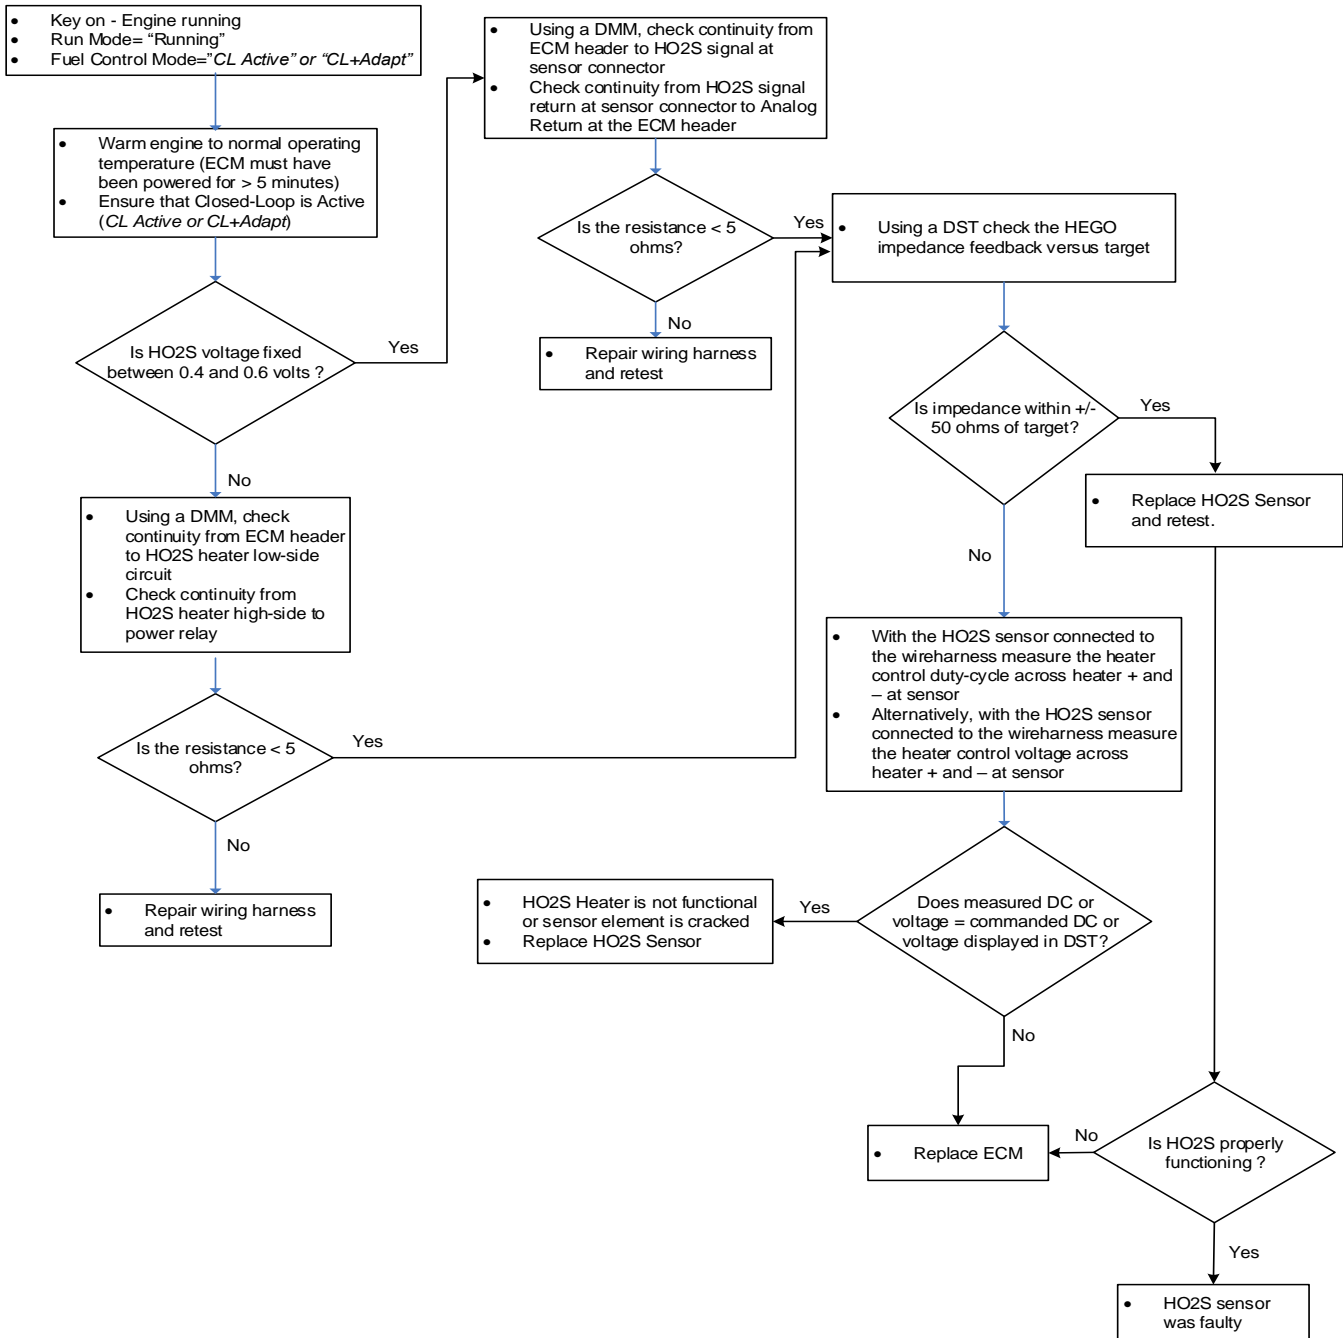 • Key on - Engine running
• Run Mode= “Running”
• Fuel Control Mode=”CL Active” or “CL+Adapt”
• Warm engine to normal operating
temperature (ECM must have
been powered for > 5 minutes)
• Ensure that Closed-Loop is Active
(CL Active or CL+Adapt)
Is HO2S voltage fixed
between 0.4 and 0.6 volts ?
Yes
No
• Using a DMM, check
continuity from ECM header
to HO2S heater low-side
circuit
• Check continuity from
HO2S heater high-side to
power relay
Is the resistance < 5
ohms?
Yes
No
• Repair wiring harness
and retest
• Using a DMM, check continuity from
ECM header to HO2S signal at
sensor connector
• Check continuity from HO2S signal
return at sensor connector to Analog
Return at the ECM header
Is the resistance < 5
ohms?
Yes
No
• Repair wiring harness
and retest
• Using a DST check the HEGO
impedance feedback versus target
Is impedance within +/-
50 ohms of target?
Yes
No
• Replace HO2S Sensor
and retest.
• With the HO2S sensor connected to
the wireharness measure the heater
control duty-cycle across heater + and
– at sensor
• Alternatively, with the HO2S sensor
connected to the wireharness measure
the heater control voltage across
heater + and – at sensor
Does measured DC or
voltage = commanded DC or
voltage displayed in DST?
Yes
No
• HO2S Heater is not functional
or sensor element is cracked
• Replace HO2S Sensor
• Replace ECM
Is HO2S properly
functioning ?
No
Yes
• HO2S sensor
was faulty